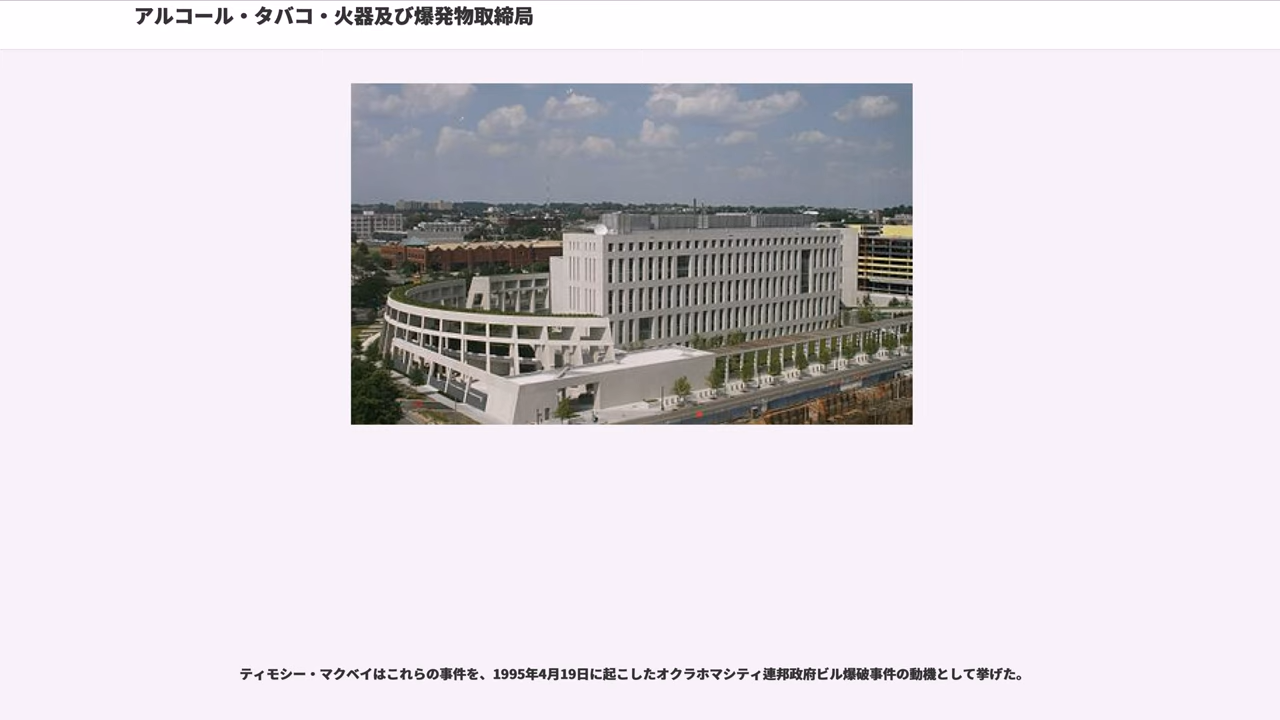 アルコール・タバコ・火器及び爆発物取締局
ティモシー・マクベイはこれらの事件を、1995年4月19日に起こしたオクラホマシティ連邦政府ビル爆破事件の動機として挙げた。